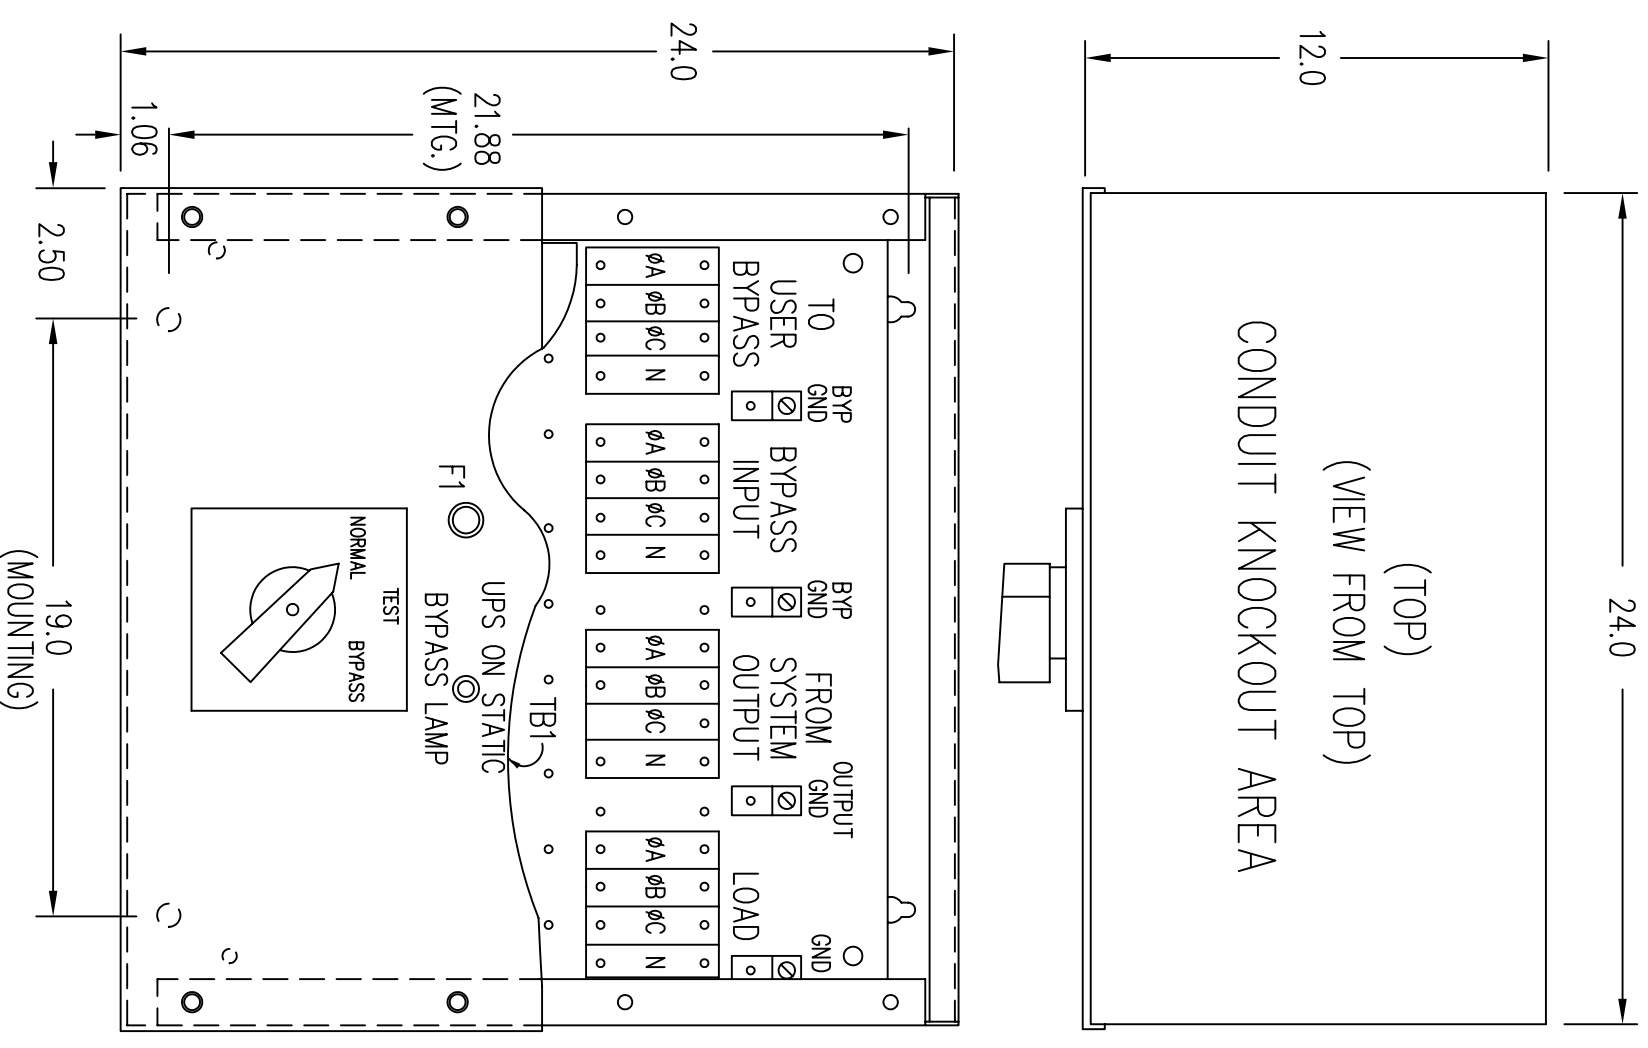 24.0
(TOP)
(VIEW FROM TOP)
12.0
CONDUIT KNOCKOUT AREA
24.0
21.88
(MTG.)
1.06
TO
USER
BYPASS
BYP
GND
BYPASS
INPUT
BYP
GND
FROM
SYSTEM
OUTPUT
OUTPUT
GND
LOAD
GND
ØA ØB ØC N
ØA ØB ØC N
ØA ØB ØC N
ØA ØB ØC N
TB1
F1
UPS ON STATIC
BYPASS LAMP
TEST
NORMAL
BYPASS
2.50
19.0
(MOUNTING)